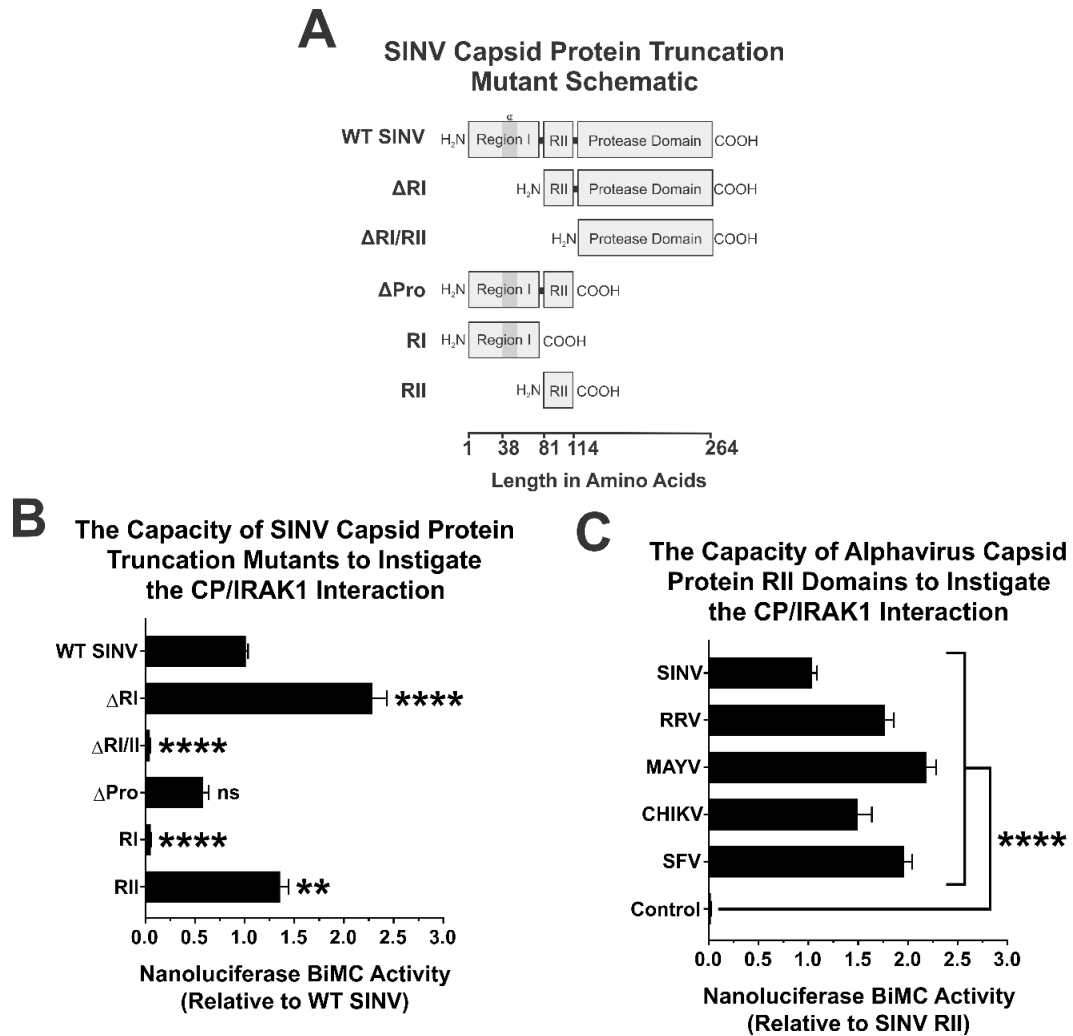 A
SINV Capsid Protein Truncation
Mutant Schematic
WT SINV H₂N Region I α RII Protease Domain COOH
ΔRI H₂N RII Protease Domain COOH
ΔRI/RII H₂N Protease Domain COOH
ΔPro H₂N Region I RII COOH
RI H₂N Region I COOH
RII H₂N RII COOH
1 38 81 114 264
Length in Amino Acids
B
The Capacity of SINV Capsid Protein
Truncation Mutants to Instigate
the CP/IRAK1 Interaction
WT SINV
ΔRI ****
ΔRI/II ****
ΔPro ns
RI ****
RII **
0.0 0.5 1.0 1.5 2.0 2.5 3.0
Nanoluciferase BiMC Activity
(Relative to WT SINV)
C
The Capacity of Alphavirus Capsid
Protein RII Domains to Instigate
the CP/IRAK1 Interaction
SINV
RRV
MAYV
CHIKV
SFV
Control
****
0.0 0.5 1.0 1.5 2.0 2.5 3.0
Nanoluciferase BiMC Activity
(Relative to SINV RII)